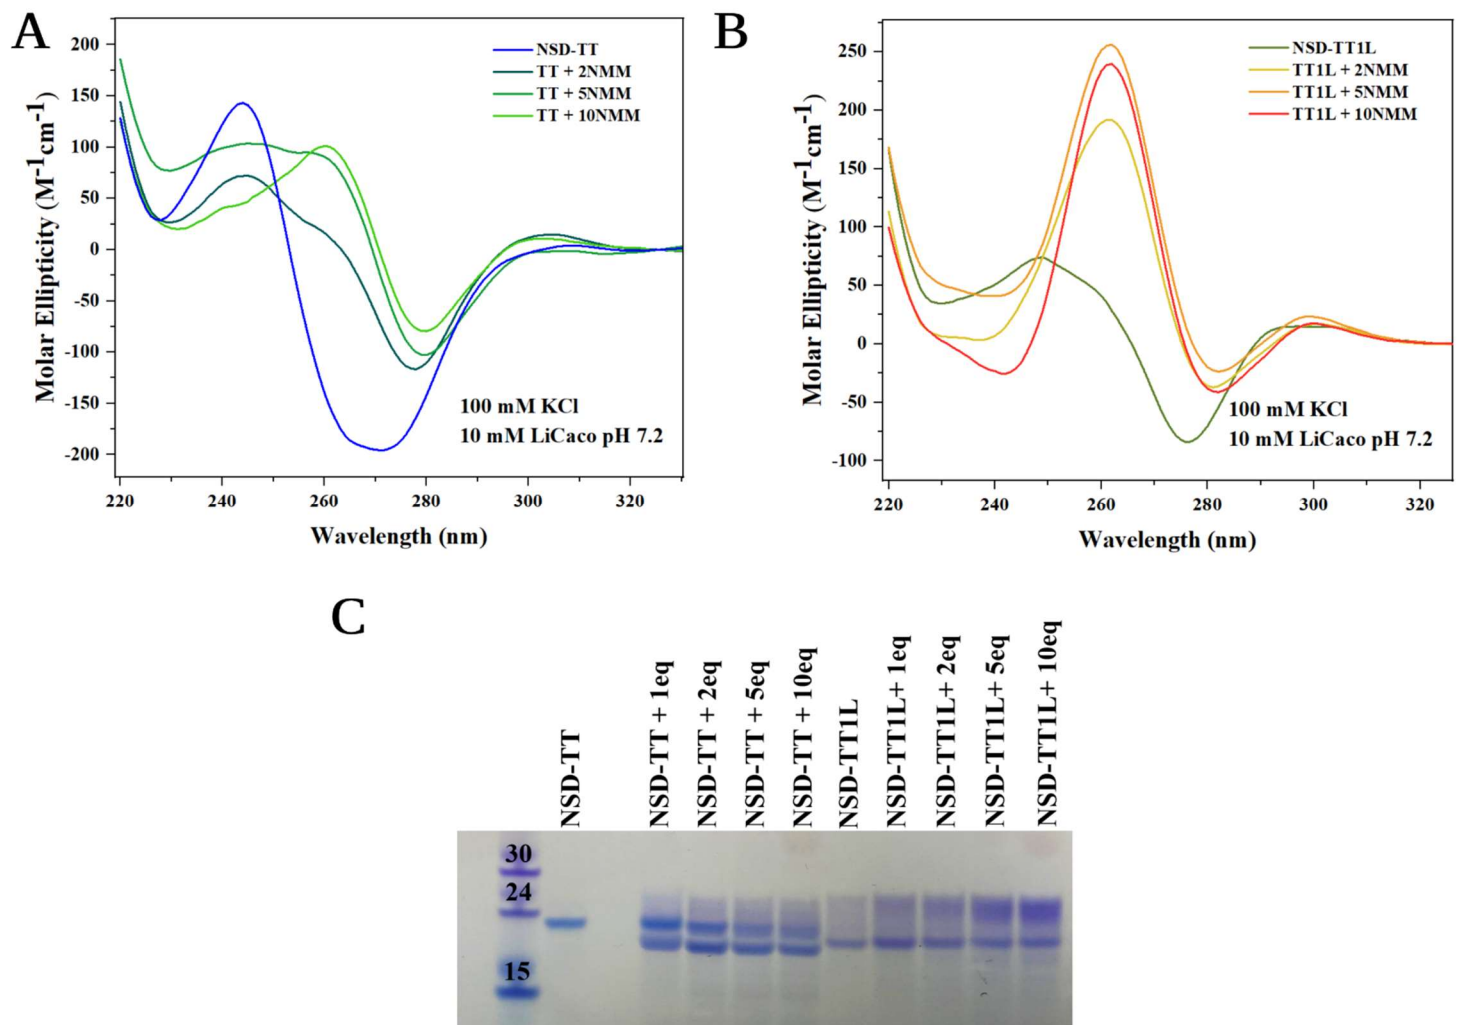 A
Molar Ellipticity (M⁻¹cm⁻¹)
200
150
100
50
0
-50
-100
-150
-200
NSD-TT
TT + 2NMM
TT + 5NMM
TT + 10NMM
100 mM KCl
10 mM LiCaco pH 7.2
220 240 260 280 300 320
Wavelength (nm)
B
Molar Ellipticity (M⁻¹cm⁻¹)
250
200
150
100
50
0
-50
-100
NSD-TT1L
TT1L + 2NMM
TT1L + 5NMM
TT1L + 10NMM
100 mM KCl
10 mM LiCaco pH 7.2
220 240 260 280 300 320
Wavelength (nm)
C
NSD-TT
NSD-TT + 1eq
NSD-TT + 2eq
NSD-TT + 5eq
NSD-TT + 10eq
NSD-TT1L
NSD-TT1L+ 1eq
NSD-TT1L+ 2eq
NSD-TT1L+ 5eq
NSD-TT1L+ 10eq
30
24
15